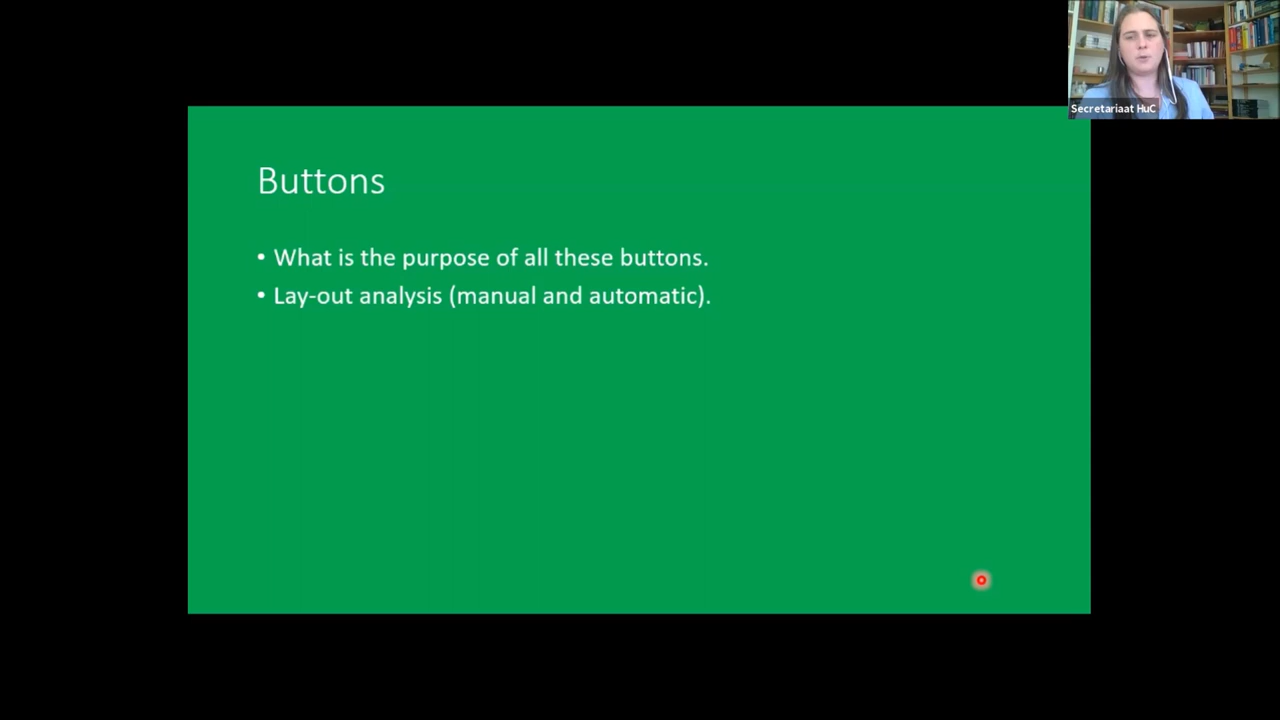 Secretariaat HuC
Buttons
• What is the purpose of all these buttons.
• Lay-out analysis (manual and automatic).